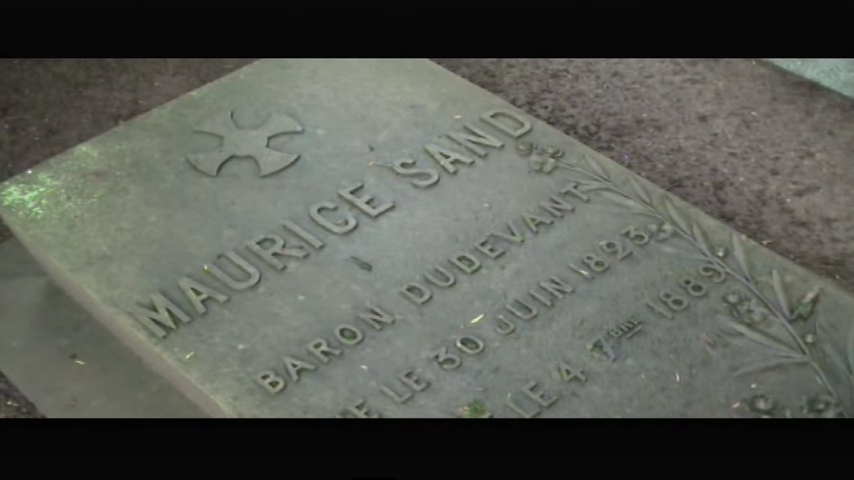 MAURICE SAND
BARON DUDEVANT
LE 30 JUIN 1823
LE 4 7BRE 1889